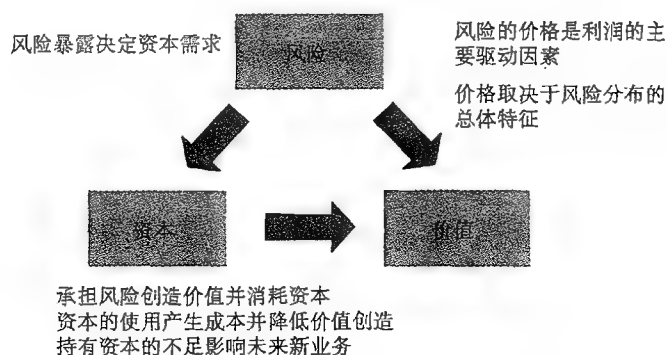 风险暴露决定资本需求
风险
风险的价格是利润的主
要驱动因素
价格取决于风险分布的
总体特征
资本
价值
承担风险创造价值并消耗资本
资本的使用产生成本并降低价值创造
持有资本的不足影响未来新业务